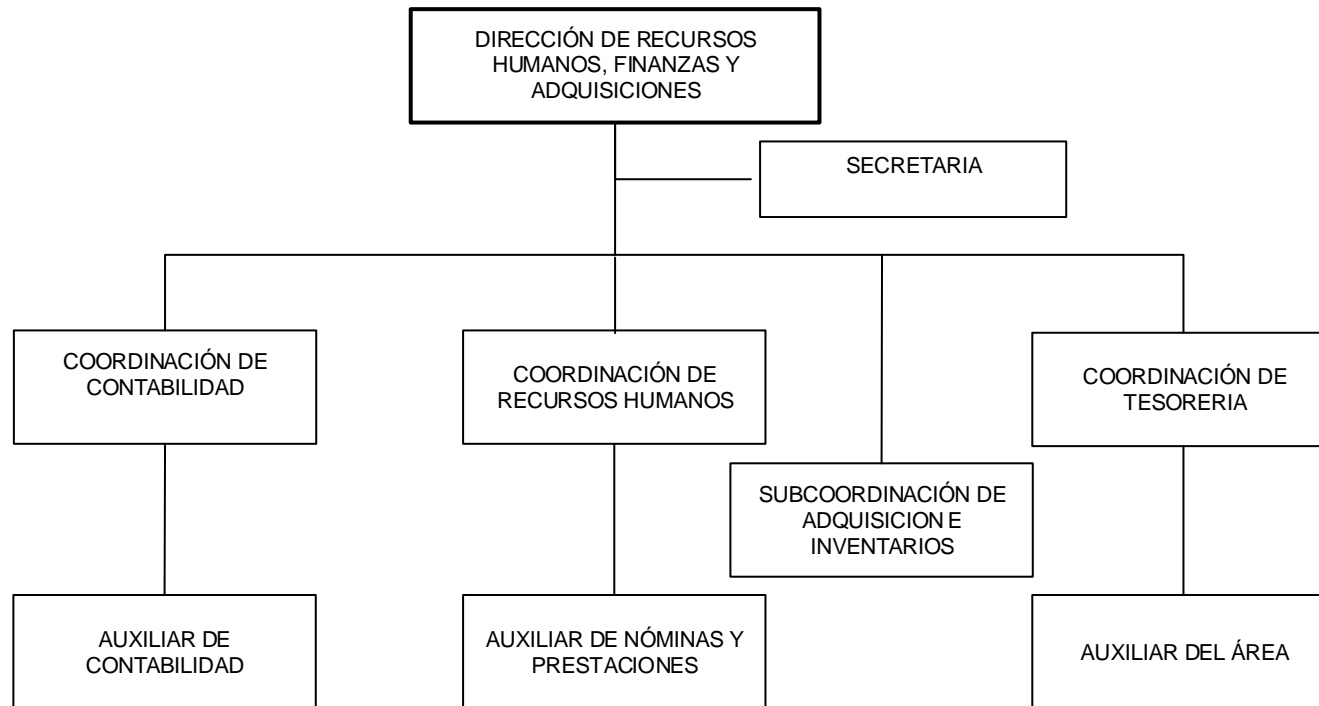 DIRECCIÓN DE RECURSOS
HUMANOS, FINANZAS Y
ADQUISICIONES
SECRETARIA
COORDINACIÓN DE
CONTABILIDAD
COORDINACIÓN DE
RECURSOS HUMANOS
COORDINACIÓN DE
TESORERIA
SUBCOORDINACIÓN DE
ADQUISICION E
INVENTARIOS
AUXILIAR DE
CONTABILIDAD
AUXILIAR DE NÓMINAS Y
PRESTACIONES
AUXILIAR DEL ÁREA